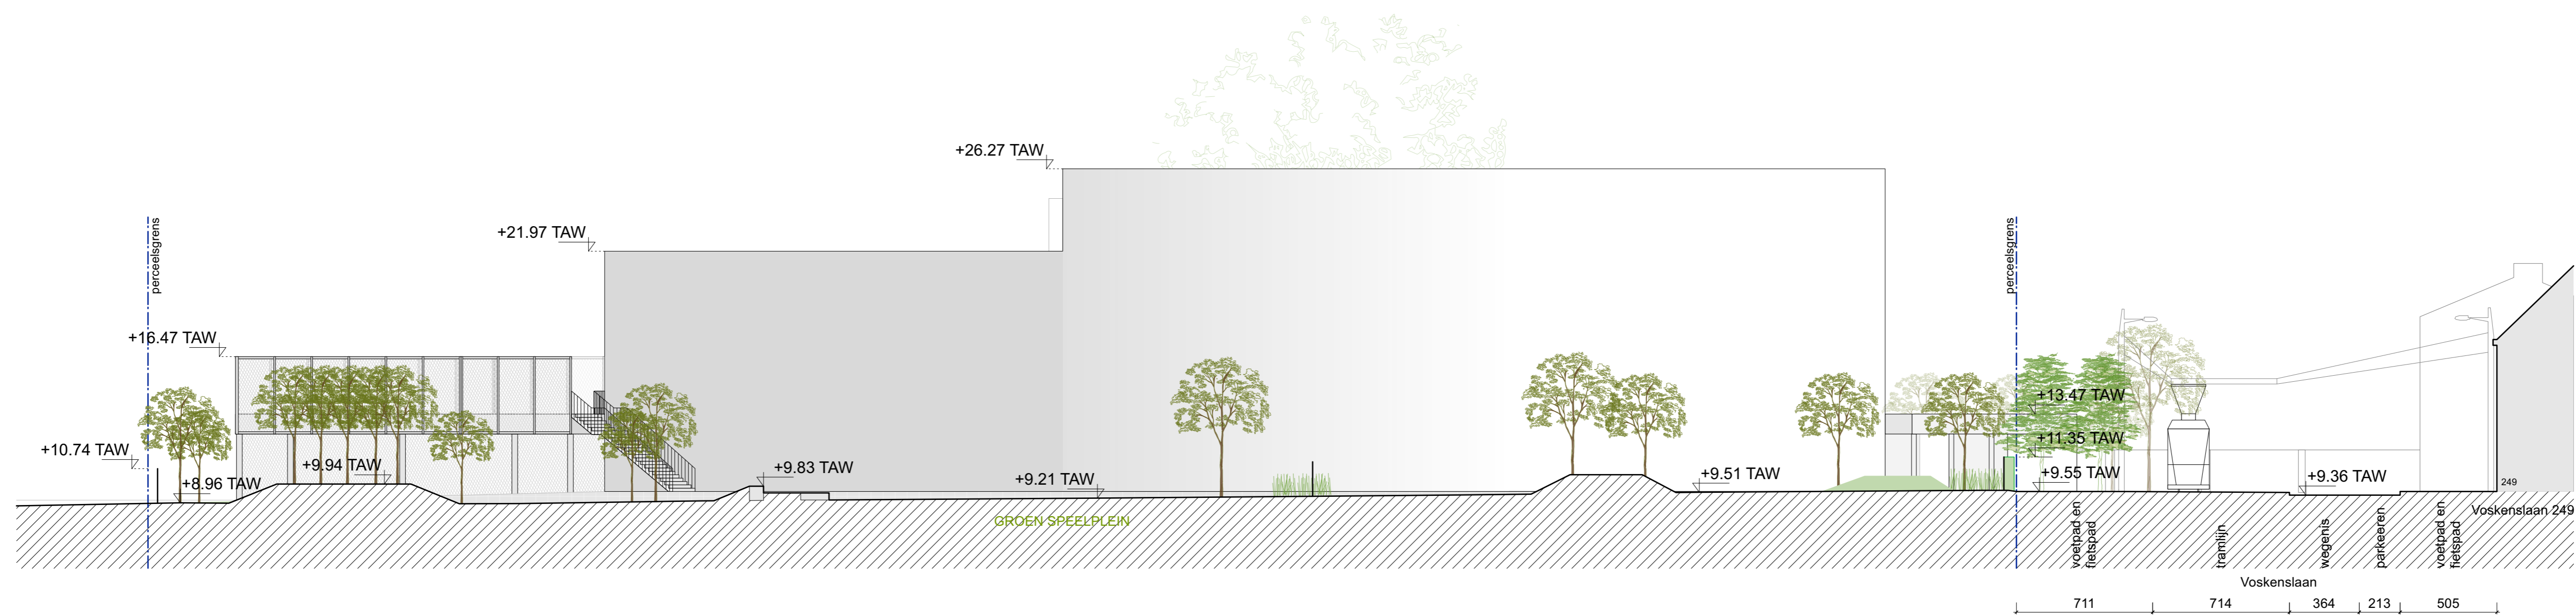 +26.27 TAW
+21.97 TAW
perceelsgrens
perceelsgrens
+16.47 TAW
+13.47 TAW
+11.35 TAW
+10.74 TAW
+9.94 TAW
+9.83 TAW
+9.21 TAW
+9.51 TAW
+9.55 TAW
+9.36 TAW
+8.96 TAW
249
Voskenslaan 249
GROEN SPEELPLEIN
voetpad en
fietspad
tramlijn
wegenis
parkeeren
voetpad en
fietspad
Voskenslaan
711
714
364
213
505